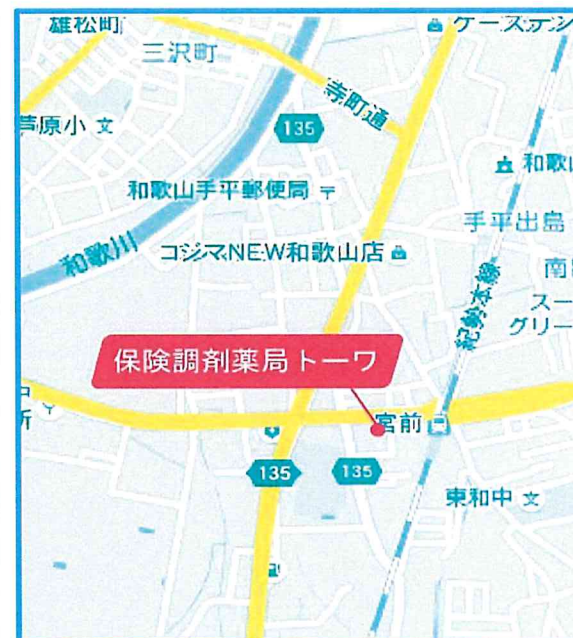 雄松町
ケーズデン
三沢町
寺町通
芦原小
135
和歌山手平郵便局
和歌
手平出島
和歌川
コジマNEW和歌山店
南
スー
グリー
紀勢本線
保険調剤薬局トーワ
所
宮前
135
135
東和中